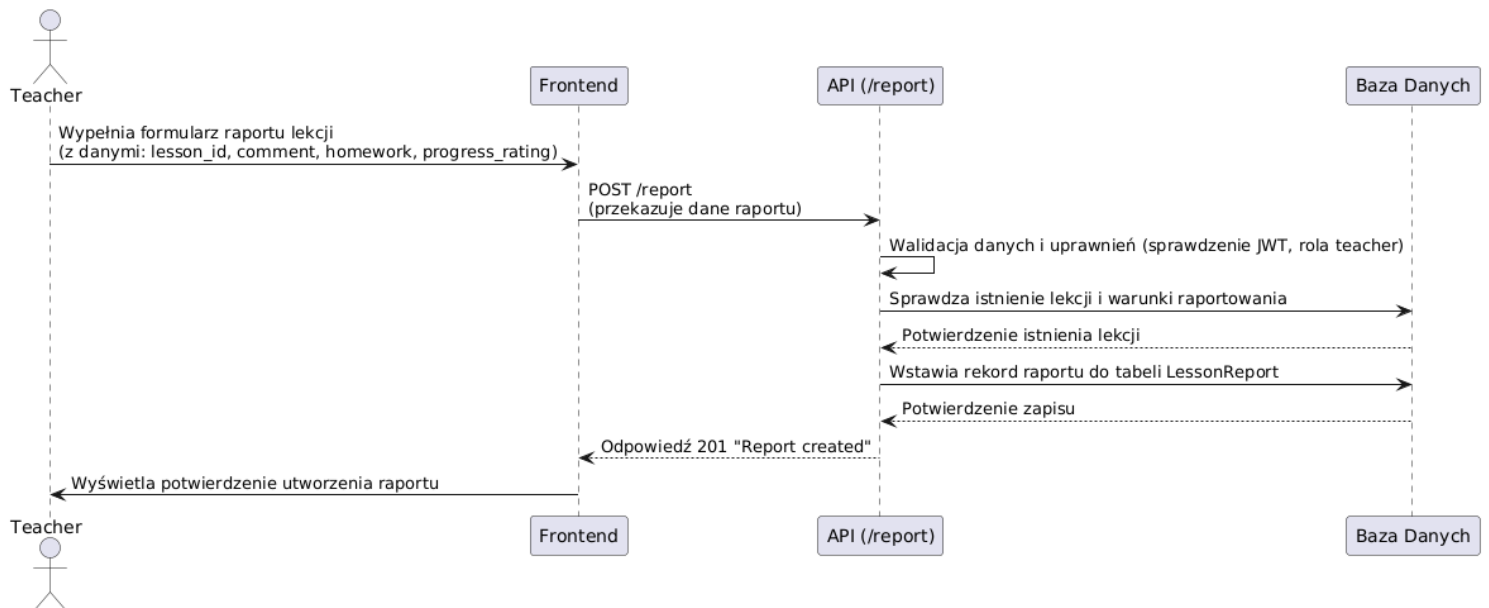 Teacher
Frontend
API (/report)
Baza Danych
Wypełnia formularz raportu lekcji
(z danymi: lesson_id, comment, homework, progress_rating)
POST /report
(przekazuje dane raportu)
Walidacja danych i uprawnień (sprawdzenie JWT, rola teacher)
Sprawdza istnienie lekcji i warunki raportowania
Potwierdzenie istnienia lekcji
Wstawia rekord raportu do tabeli LessonReport
Potwierdzenie zapisu
Odpowiedź 201 "Report created"
Wyświetla potwierdzenie utworzenia raportu
Teacher
Frontend
API (/report)
Baza Danych